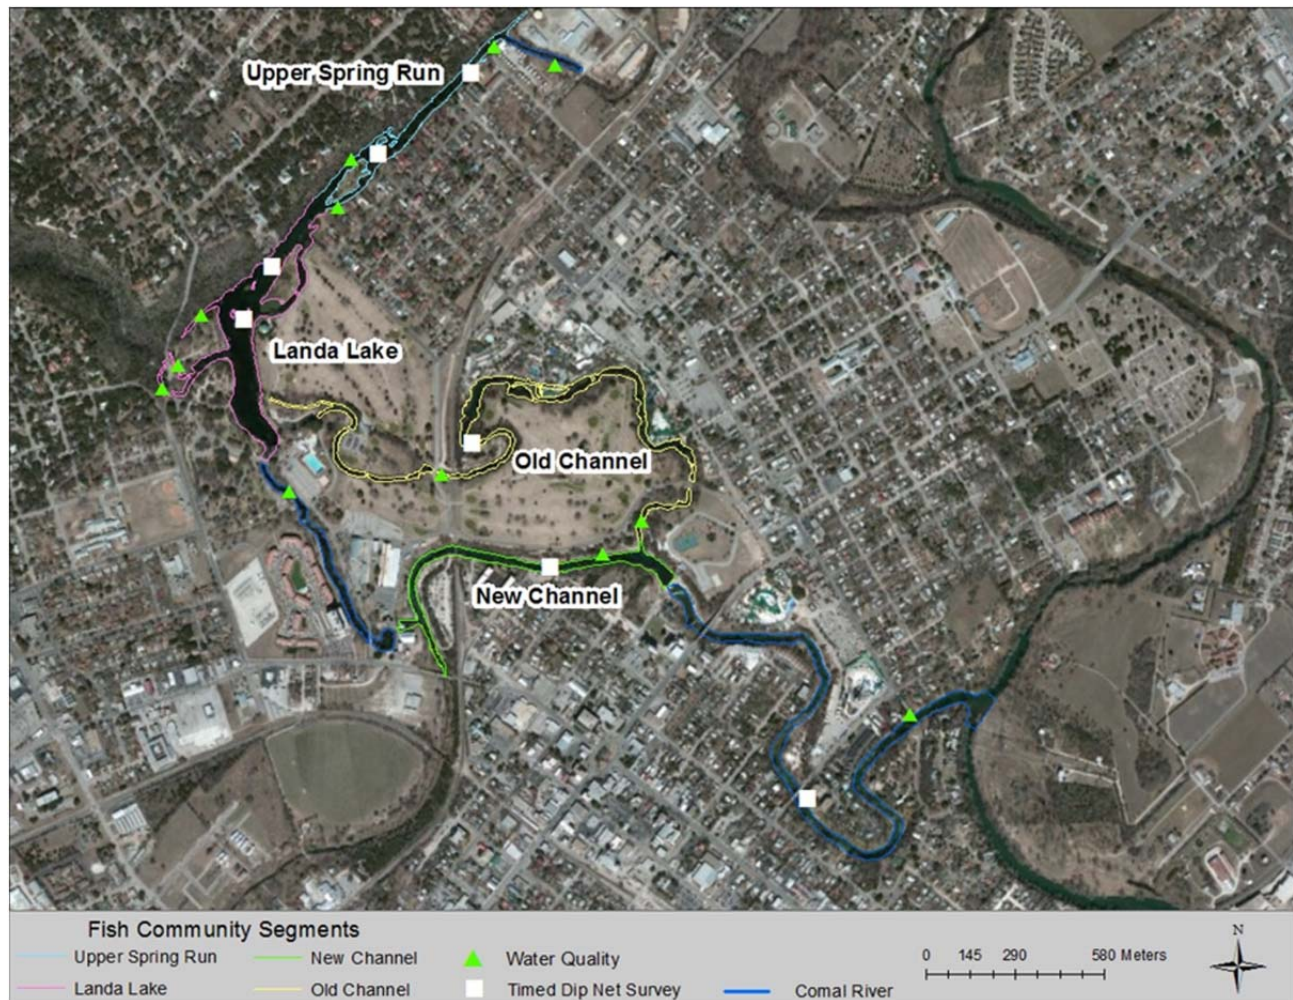 Upper Spring Run
Landa Lake
Old Channel
New Channel
Fish Community Segments
Upper Spring Run
New Channel
Water Quality
Landa Lake
Old Channel
Timed Dip Net Survey
Comal River
0 145 290 580 Meters
N